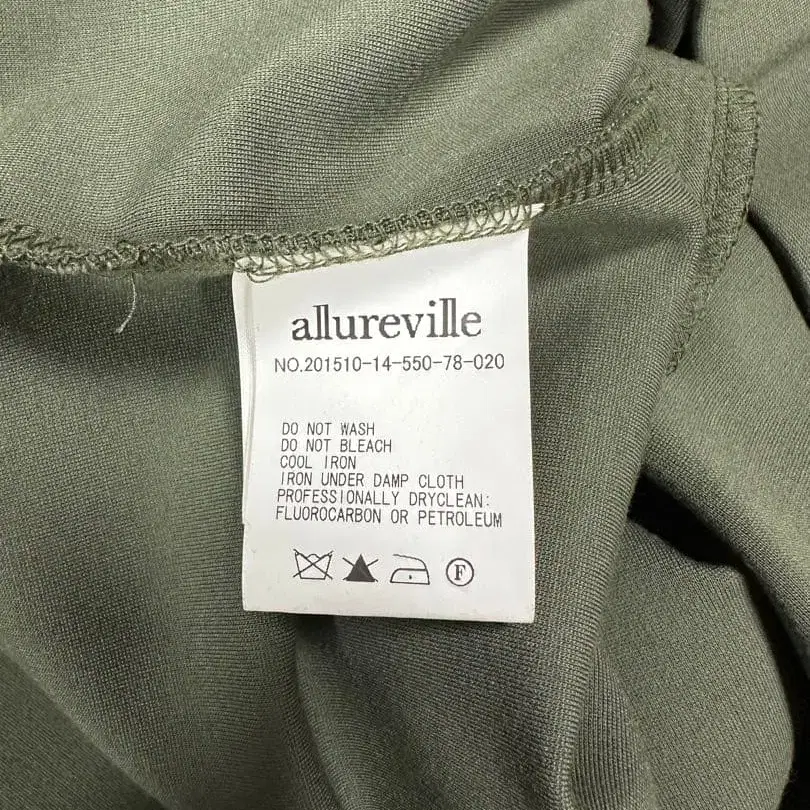 allureville
NO.201510-14-550-78-020
DO NOT WASH
DO NOT BLEACH
COOL IRON
IRON UNDER DAMP CLOTH
PROFESSIONALLY DRYCLEAN:
FLUOROCARBON OR PETROLEUM
F